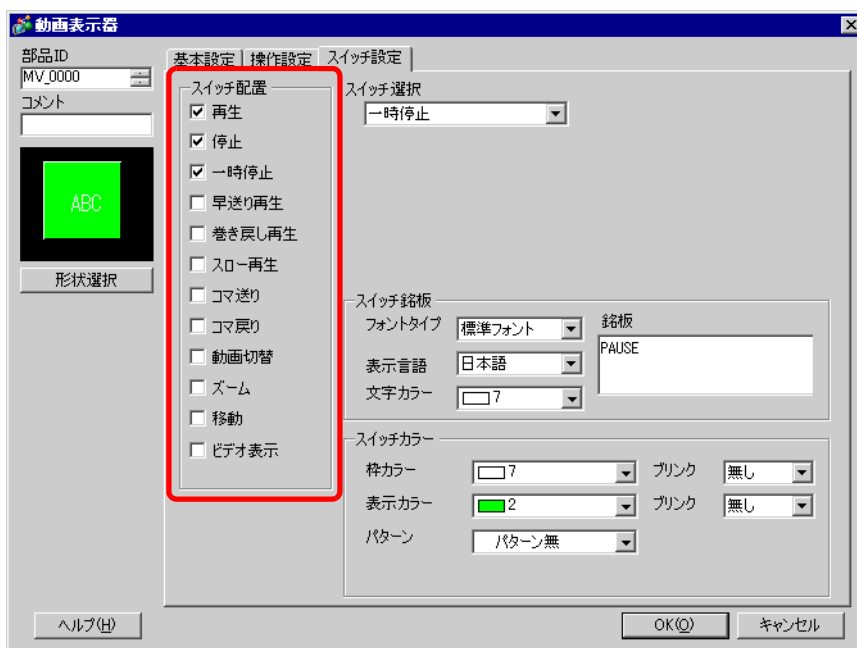 動画表示器
部品ID
MV_0000
コメント
ABC
形状選択
基本設定 操作設定 スイッチ設定
スイッチ配置
再生
停止
一時停止
早送り再生
巻き戻し再生
スロー再生
コマ送り
コマ戻り
動画切替
ズーム
移動
ビデオ表示
スイッチ選択
一時停止
スイッチ銘板
フォントタイプ 標準フォント
表示言語 日本語
文字カラー 7
銘板
PAUSE
スイッチカラー
枠カラー 7 ブリンク 無し
表示カラー 2 ブリンク 無し
パターン パターン無
ヘルプ(H) OK(O) キャンセル